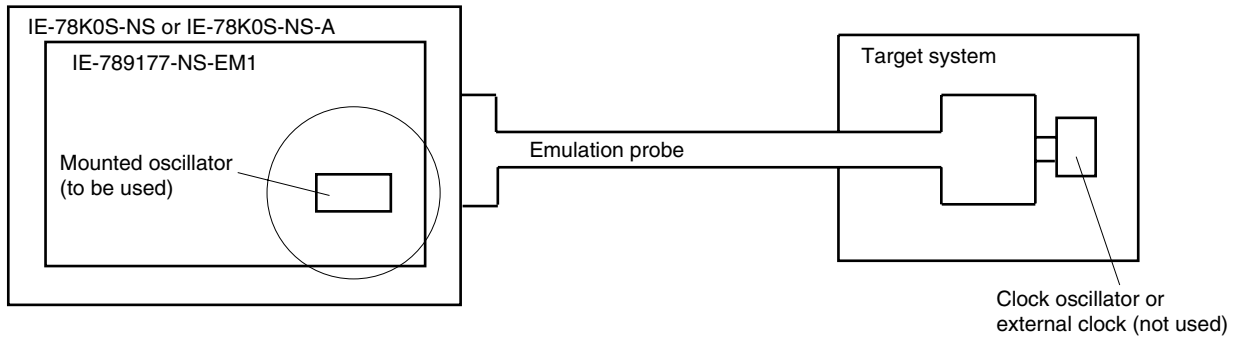 IE-78K0S-NS or IE-78K0S-NS-A
IE-789177-NS-EM1
Target system
Mounted oscillator
(to be used)
Emulation probe
Clock oscillator or
external clock (not used)